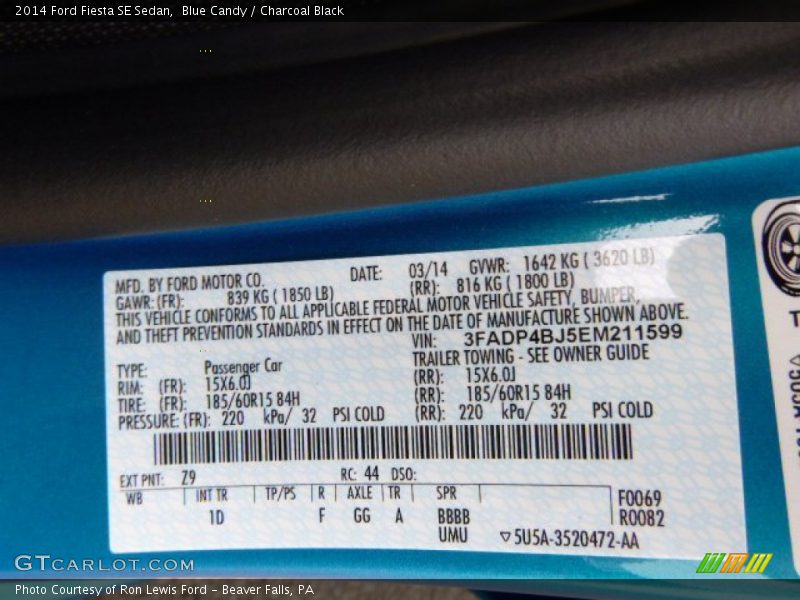 2014 Ford Fiesta SE Sedan,  Blue Candy / Charcoal Black
MFD. BY FORD MOTOR CO. DATE: 03/14 GVWR: 1642 KG ( 3620 LB)
GAWR: (FR): 839 KG ( 1850 LB) (RR): 816 KG ( 1800 LB)
THIS VEHICLE CONFORMS TO ALL APPLICABLE FEDERAL MOTOR VEHICLE SAFETY, BUMPER,
AND THEFT PREVENTION STANDARDS IN EFFECT ON THE DATE OF MANUFACTURE SHOWN ABOVE.
VIN: 3FADP4BJ5EM211599
TYPE: Passenger Car TRAILER TOWING - SEE OWNER GUIDE
RIM: (FR): 15X6.0J (RR): 15X6.0J
TIRE: (FR): 185/60R15 84H (RR): 185/60R15 84H
PRESSURE: (FR): 220 kPa/ 32 PSI COLD (RR): 220 kPa/ 32 PSI COLD
EXT PNT: Z9 RC: 44 DSO:
WB INT TR TP/PS R AXLE TR SPR F0069
1D F GG A BBBB R0082
UMU ▽5U5A-3520472-AA
GTCARLOT.COM
Photo Courtesy of Ron Lewis Ford - Beaver Falls, PA